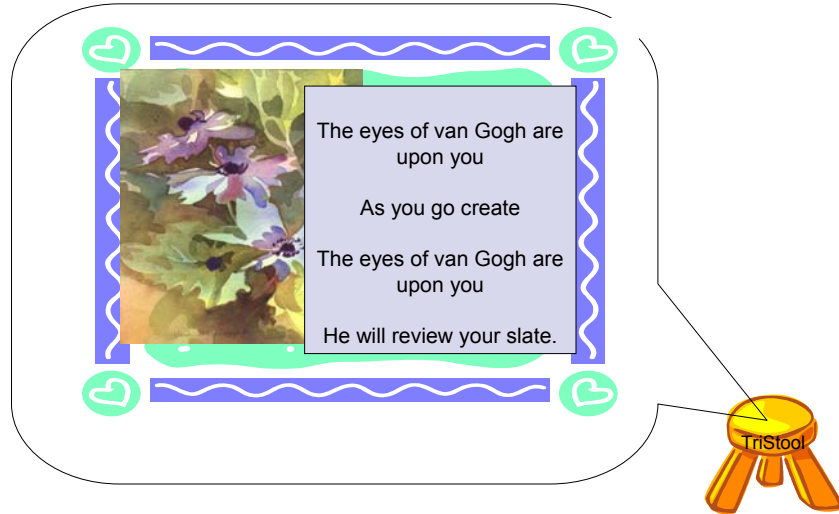 The eyes of van Gogh are
upon you
As you go create
The eyes of van Gogh are
upon you
He will review your slate.
TriStool